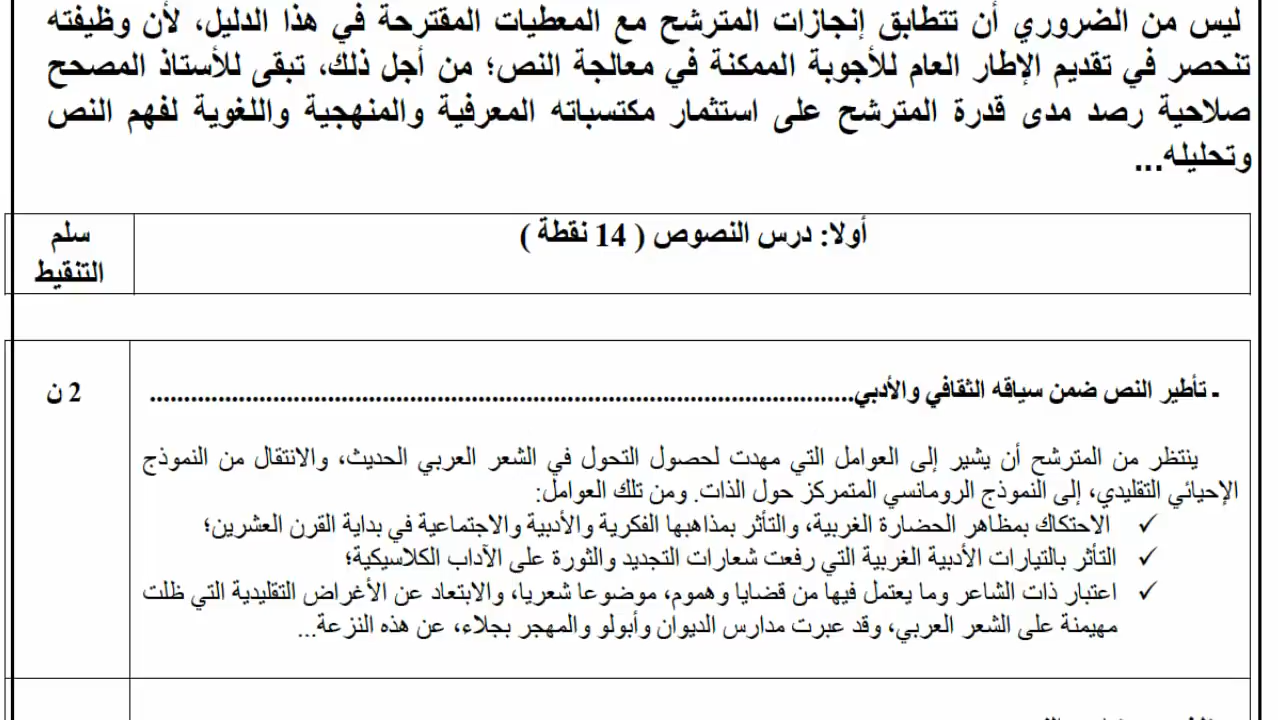 ليس من الضروري أن تتطابق إنجازات المترشح مع المعطيات المقترحة في هذا الدليل، لأن وظيفته
تنحصر في تقديم الإطار العام للأجوبة الممكنة في معالجة النص؛ من أجل ذلك، تبقى للأستاذ المصحح
صلاحية رصد مدى قدرة المترشح على استثمار مكتسباته المعرفية والمنهجية واللغوية لفهم النص
وتحليله...
أولا: درس النصوص ( 14 نقطة )
سلم
التنقيط
ـ تأطير النص ضمن سياقه الثقافي والأدبي.......................................................................................................
2 ن
ينتظر من المترشح أن يشير إلى العوامل التي مهدت لحصول التحول في الشعر العربي الحديث، والانتقال من النموذج
الإحيائي التقليدي، إلى النموذج الرومانسي المتمركز حول الذات. ومن تلك العوامل:
✓ الاحتكاك بمظاهر الحضارة الغربية، والتأثر بمذاهبها الفكرية والأدبية والاجتماعية في بداية القرن العشرين؛
✓ التأثر بالتيارات الأدبية الغربية التي رفعت شعارات التجديد والثورة على الآداب الكلاسيكية؛
✓ اعتبار ذات الشاعر وما يعتمل فيها من قضايا وهموم، موضوعا شعريا، والابتعاد عن الأغراض التقليدية التي ظلت
مهيمنة على الشعر العربي، وقد عبرت مدارس الديوان وأبولو والمهجر بجلاء، عن هذه النزعة...